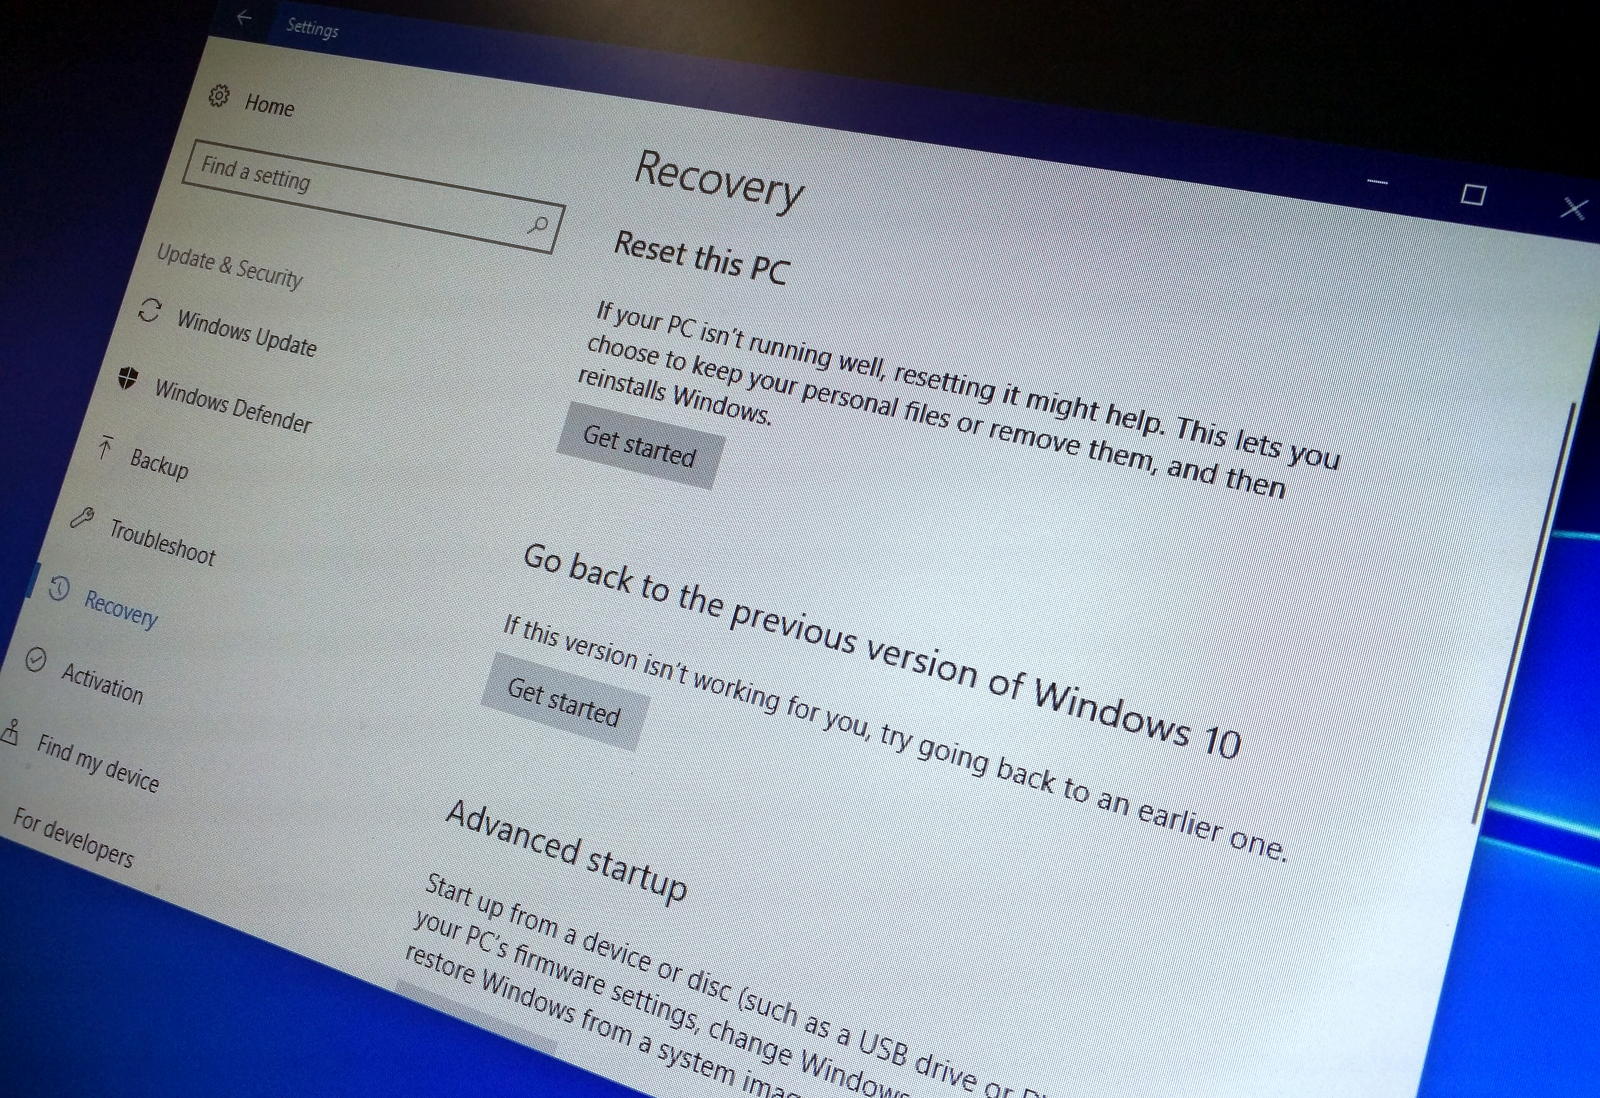 Settings
Home
Find a setting
Update & Security
Windows Update
Windows Defender
Backup
Troubleshoot
Recovery
Activation
Find my device
For developers
Recovery
Reset this PC
If your PC isn't running well, resetting it might help. This lets you
choose to keep your personal files or remove them, and then
reinstalls Windows.
Get started
Go back to the previous version of Windows 10
If this version isn't working for you, try going back to an earlier one.
Get started
Advanced startup
Start up from a device or disc (such as a USB drive or
your PC's firmware settings, change Windows
restore Windows from a system